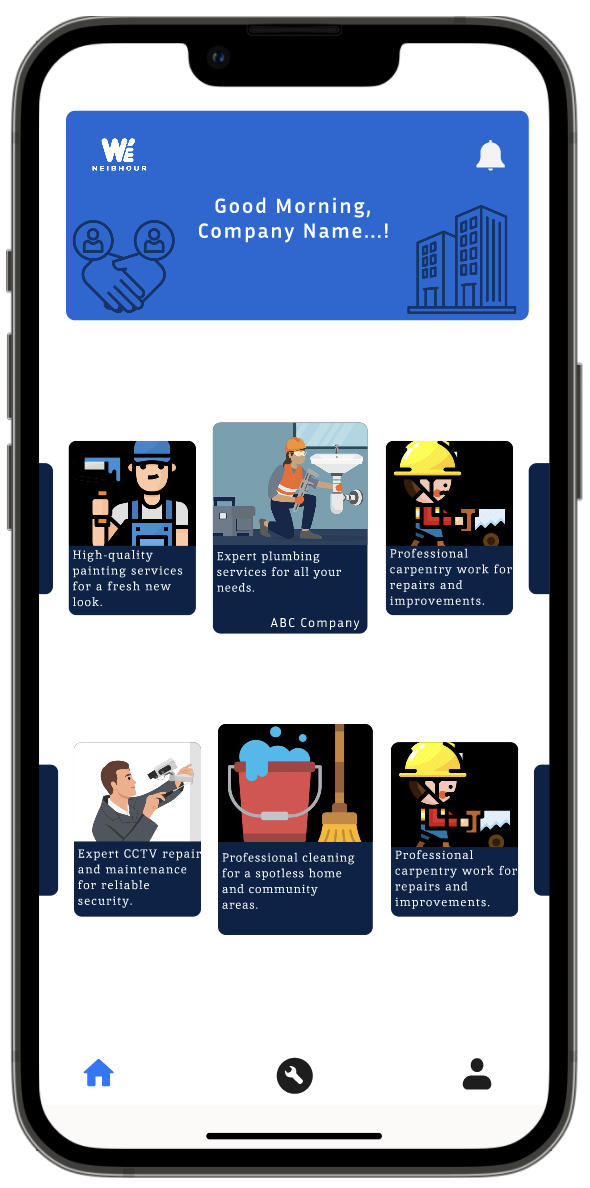 WE
NEIBHOUR
Good Morning,
Company Name...!
High-quality
painting services
for a fresh new
look.
Expert plumbing
services for all your
needs.
ABC Company
Professional
carpentry work for
repairs and
improvements.
Expert CCTV repair
and maintenance
for reliable
security.
Professional cleaning
for a spotless home
and community
areas.
Professional
carpentry work for
repairs and
improvements.